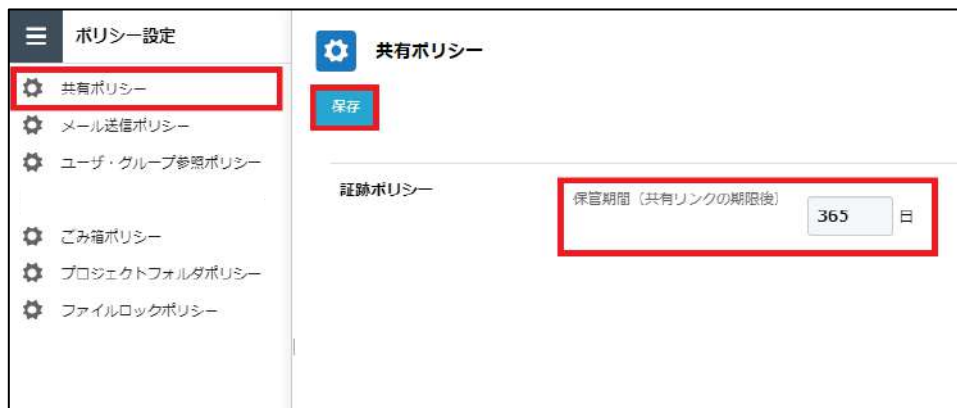 ポリシー設定
共有ポリシー
メール送信ポリシー
ユーザ・グループ参照ポリシー
ごみ箱ポリシー
プロジェクトフォルダポリシー
ファイルロックポリシー
共有ポリシー
保存
証跡ポリシー
保管期間（共有リンクの期限後）
365 日